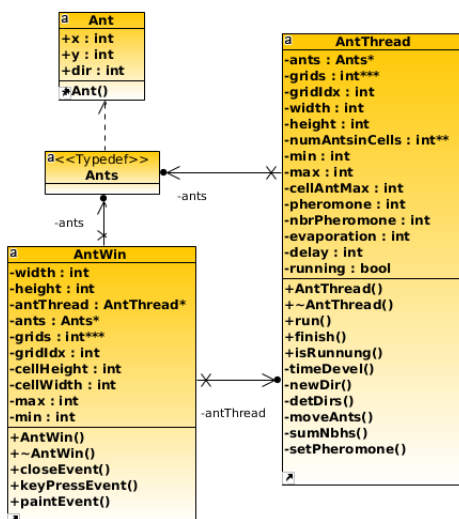 a
Ant
+x : int
+y : int
+dir : int
+Ant()
a
<<Typedef>>
Ants
-ants
-ants
a
AntWin
-width : int
-height : int
-antThread : AntThread*
-ants : Ants*
-grids : int***
-gridIdx : int
-cellHeight : int
-cellWidth : int
-max : int
-min : int
+AntWin()
+~AntWin()
+closeEvent()
+keyPressEvent()
+paintEvent()
-antThread
a
AntThread
-ants : Ants*
-grids : int***
-gridIdx : int
-width : int
-height : int
-numAntsinCells : int**
-min : int
-max : int
-cellAntMax : int
-pheromone : int
-nbrPheromone : int
-evaporation : int
-delay : int
-running : bool
+AntThread()
+~AntThread()
+run()
+finish()
+isRunnung()
-timeDevel()
-newDir()
-detDirs()
-moveAnts()
-sumNbhs()
-setPheromone()